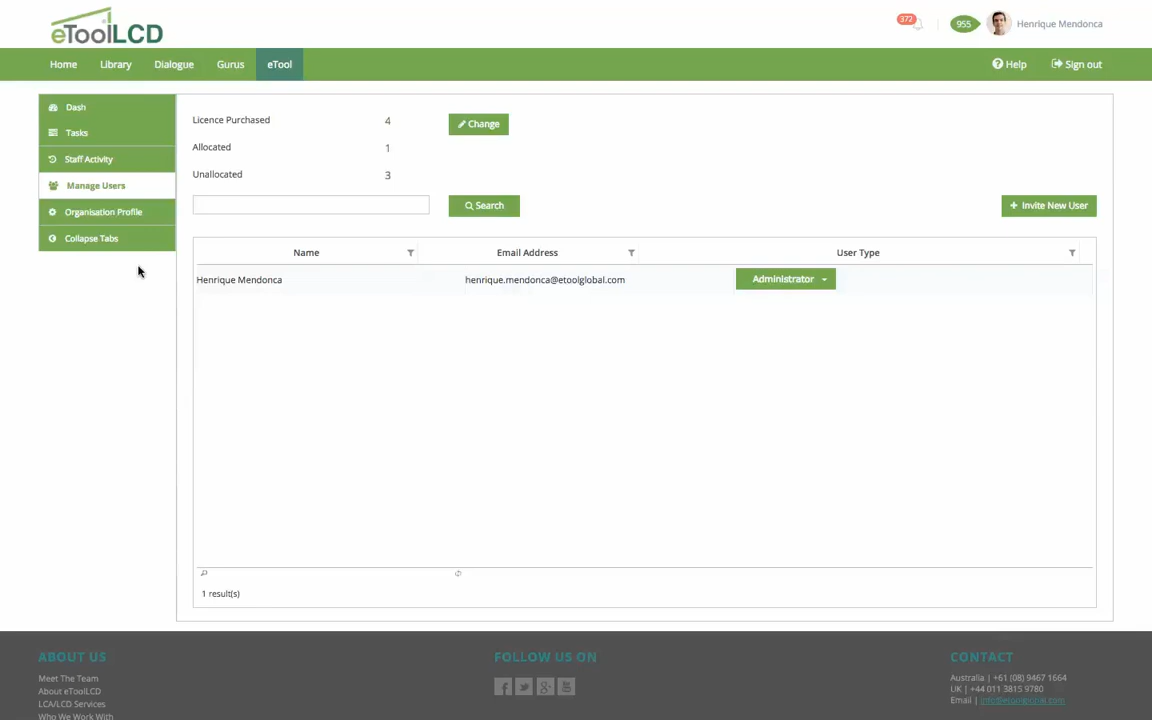 eToolLCD
372
955
Henrique Mendonca
Home
Library
Dialogue
Gurus
eTool
Help
Sign out
Dash
Tasks
Staff Activity
Manage Users
Organisation Profile
Collapse Tabs
Licence Purchased 4
Change
Allocated 1
Unallocated 3
Search
Invite New User
Name Email Address User Type
Henrique Mendonca henrique.mendonca@etoolglobal.com Administrator
1 result(s)
ABOUT US
Meet The Team
About eToolLCD
LCA/LCD Services
Who We Work With
FOLLOW US ON
CONTACT
Australia | +61 (08) 9467 1664
UK | +44 011 3815 9780
Email | info@etoolglobal.com